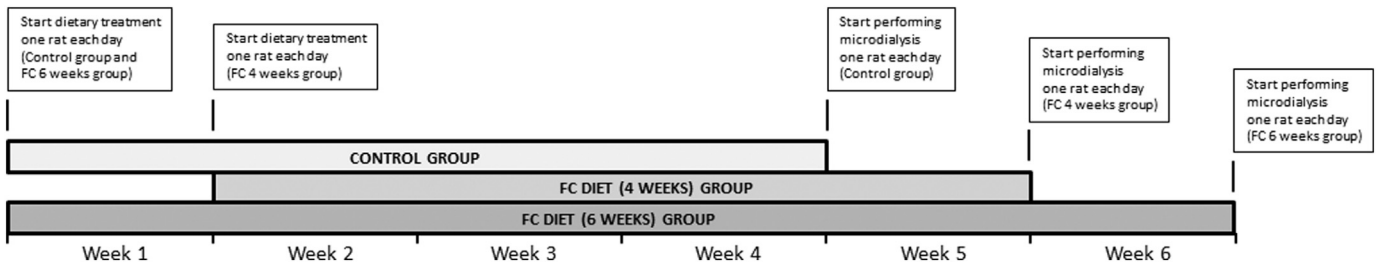 Start dietary treatment
one rat each day
(Control group and
FC 6 weeks group)
Start dietary treatment
one rat each day
(FC 4 weeks group)
Start performing
microdialysis
one rat each day
(Control group)
Start performing
microdialysis
one rat each day
(FC 4 weeks group)
Start performing
microdialysis
one rat each day
(FC 6 weeks group)
CONTROL GROUP
FC DIET (4 WEEKS) GROUP
FC DIET (6 WEEKS) GROUP
Week 1
Week 2
Week 3
Week 4
Week 5
Week 6